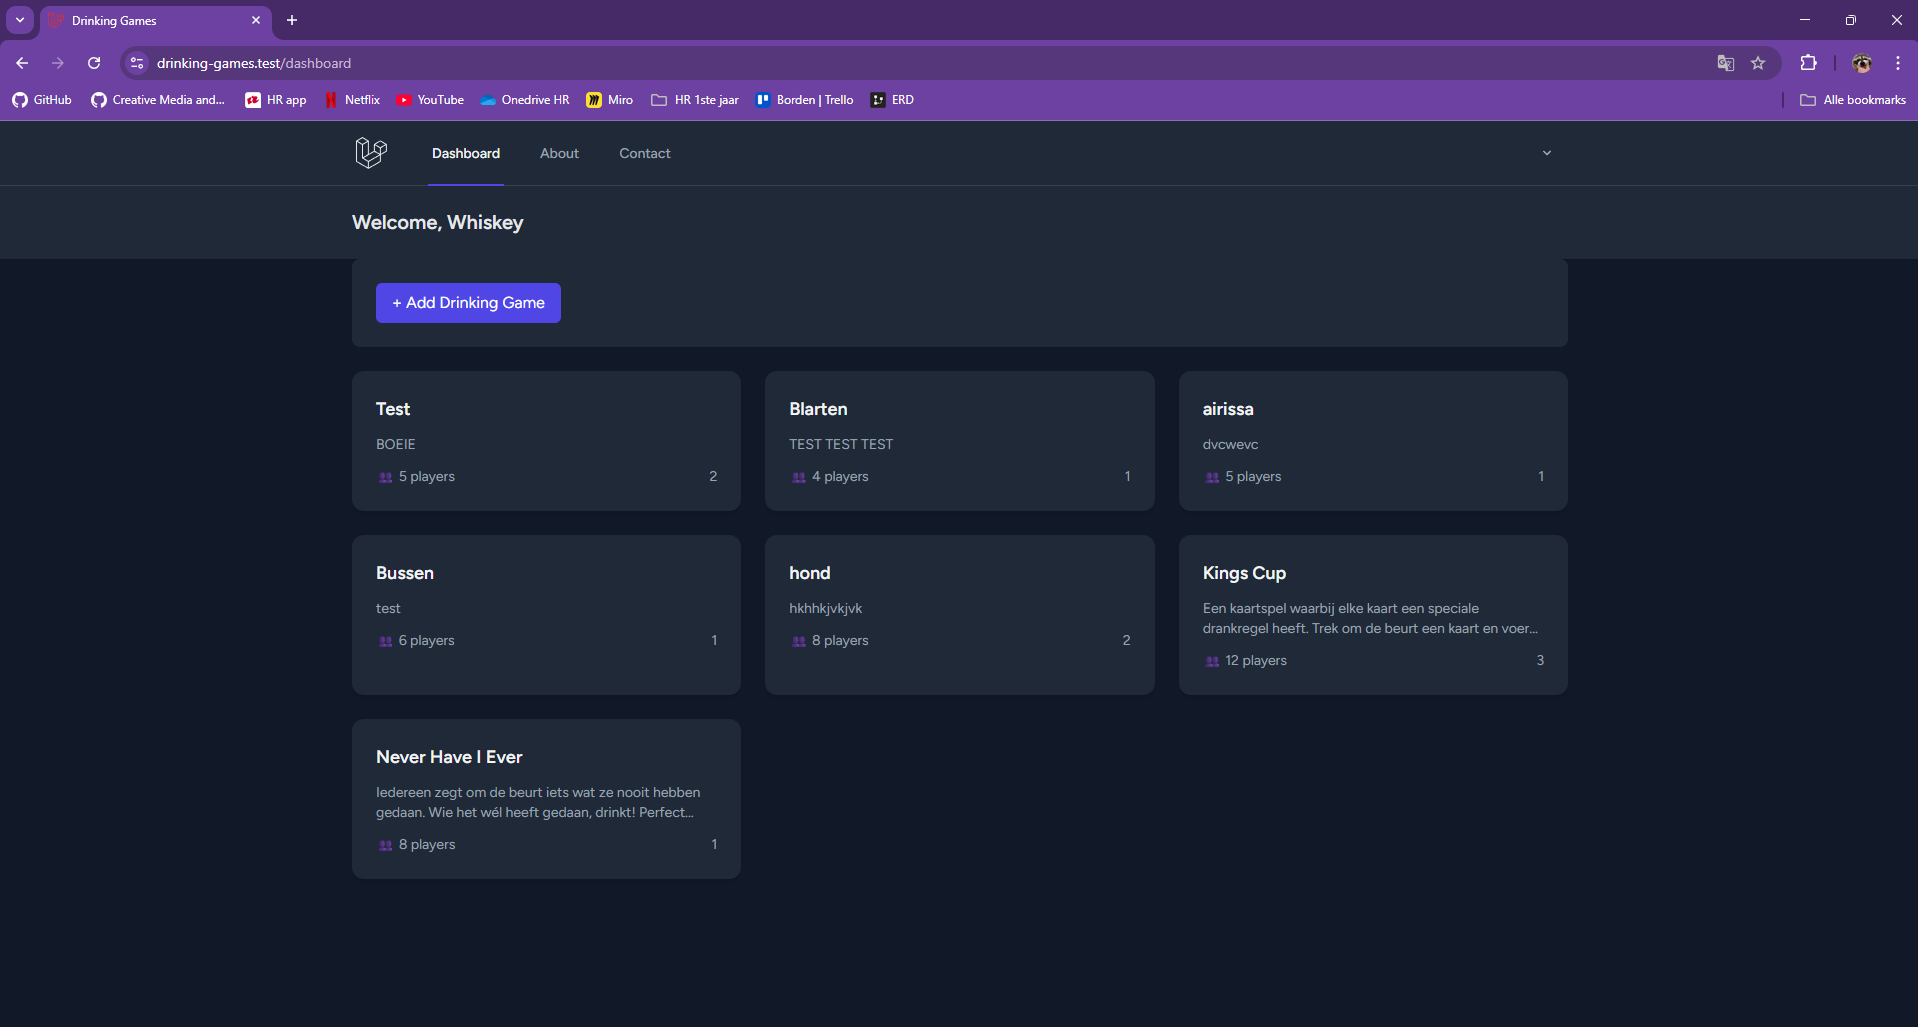 Drinking Games
drinking-games.test/dashboard
GitHub
Creative Media and...
HR app
Netflix
YouTube
Onedrive HR
Miro
HR 1ste jaar
Borden | Trello
ERD
Alle bookmarks
Dashboard
About
Contact
Welcome, Whiskey
+ Add Drinking Game
Test
BOEIE
5 players
2
Blarten
TEST TEST TEST
4 players
1
airissa
dvcwevc
5 players
1
Bussen
test
6 players
1
hond
hkhhkjvkjvk
8 players
2
Kings Cup
Een kaartspel waarbij elke kaart een speciale
drankregel heeft. Trek om de beurt een kaart en voer...
12 players
3
Never Have I Ever
Iedereen zegt om de beurt iets wat ze nooit hebben
gedaan. Wie het wél heeft gedaan, drinkt! Perfect...
8 players
1